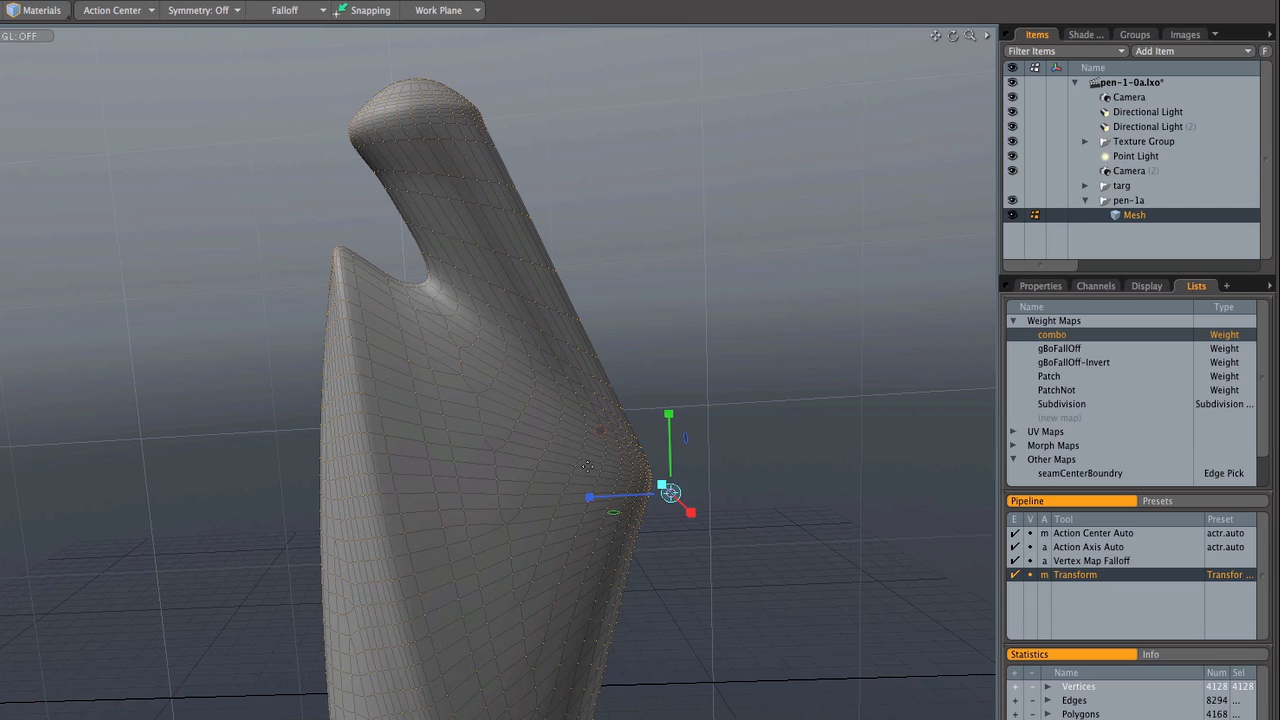 Materials Action Center Symmetry: Off Falloff Snapping Work Plane
GL: OFF
Items Shade ... Groups Images
Filter Items Add Item F
Name
pen-1-0a.lxo*
Camera
Directional Light
Directional Light (2)
Texture Group
Point Light
Camera (2)
targ
pen-1a
Mesh
Properties Channels Display Lists +
Name Type
Weight Maps
combo Weight
gBoFallOff Weight
gBoFallOff-Invert Weight
Patch Weight
PatchNot Weight
Subdivision Subdivision ...
(new map)
UV Maps
Morph Maps
Other Maps
seamCenterBoundry Edge Pick
Pipeline Presets
E V A Tool Preset
m Action Center Auto actr.auto
a Action Axis Auto actr.auto
a Vertex Map Falloff
m Transform Transfor ...
Statistics Info
+ - Name Num Sel
+ - Vertices 4128 4128
+ - Edges 8294 ...
+ - Polygons 4168 ...